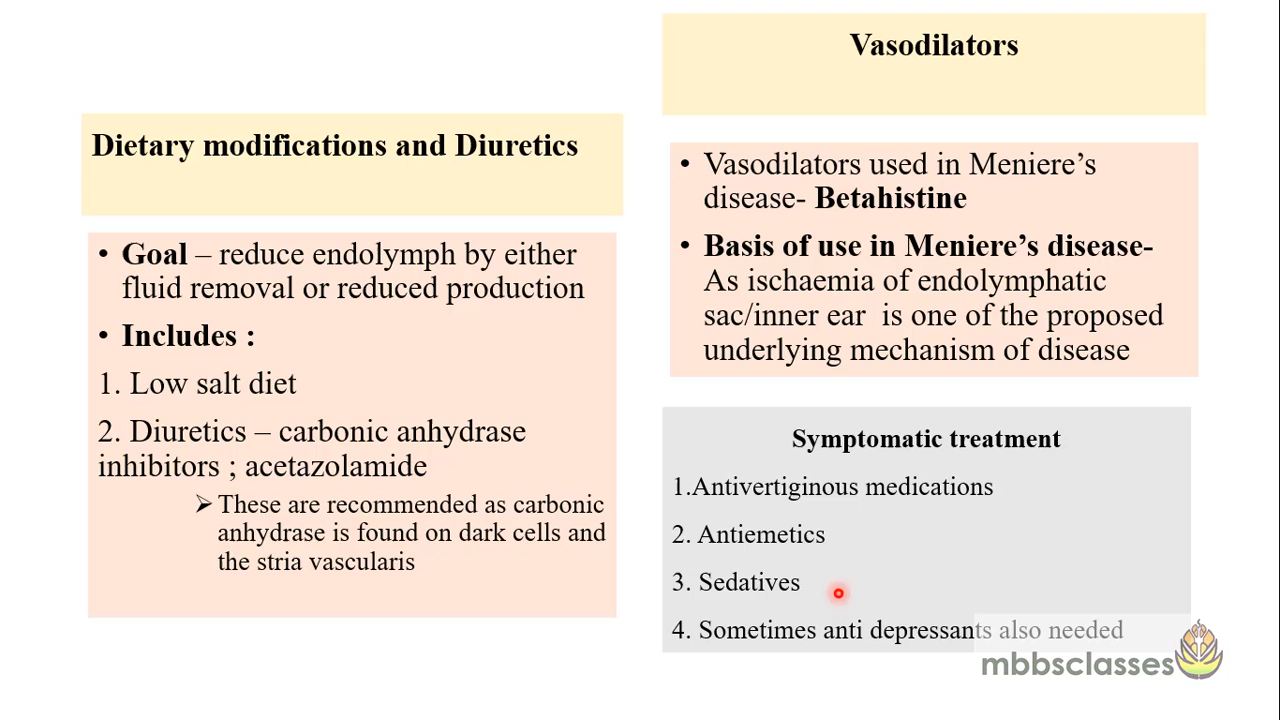 Dietary modifications and Diuretics
• Goal – reduce endolymph by either
fluid removal or reduced production
• Includes :
1. Low salt diet
2. Diuretics – carbonic anhydrase
inhibitors ; acetazolamide
➢ These are recommended as carbonic
anhydrase is found on dark cells and
the stria vascularis
Vasodilators
• Vasodilators used in Meniere’s
disease- Betahistine
• Basis of use in Meniere’s disease-
As ischaemia of endolymphatic
sac/inner ear is one of the proposed
underlying mechanism of disease
Symptomatic treatment
1.Antivertiginous medications
2. Antiemetics
3. Sedatives
4. Sometimes anti depressants also needed
mbbsclasses